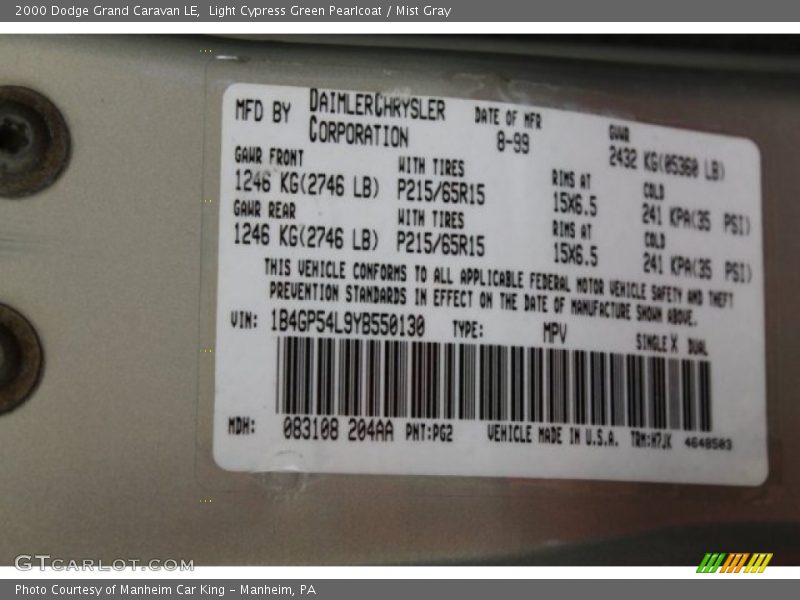 2000 Dodge Grand Caravan LE, Light Cypress Green Pearlcoat / Mist Gray
MFD BY DAIMLERCHRYSLER CORPORATION DATE OF MFR 8-99 GVWR 2432 KG(05360 LB)
GAWR FRONT WITH TIRES RIMS AT COLD
1246 KG(2746 LB) P215/65R15 15X6.5 241 KPA(35 PSI)
GAWR REAR WITH TIRES RIMS AT COLD
1246 KG(2746 LB) P215/65R15 15X6.5 241 KPA(35 PSI)
THIS VEHICLE CONFORMS TO ALL APPLICABLE FEDERAL MOTOR VEHICLE SAFETY AND THEFT
PREVENTION STANDARDS IN EFFECT ON THE DATE OF MANUFACTURE SHOWN ABOVE.
VIN: 1B4GP54L9YB550130 TYPE: MPV SINGLE X DUAL
MDH: 083108 204AA PNT:PG2 VEHICLE MADE IN U.S.A. TRM:H7JK 4648503
GTCARLOT.COM
Photo Courtesy of Manheim Car King – Manheim, PA